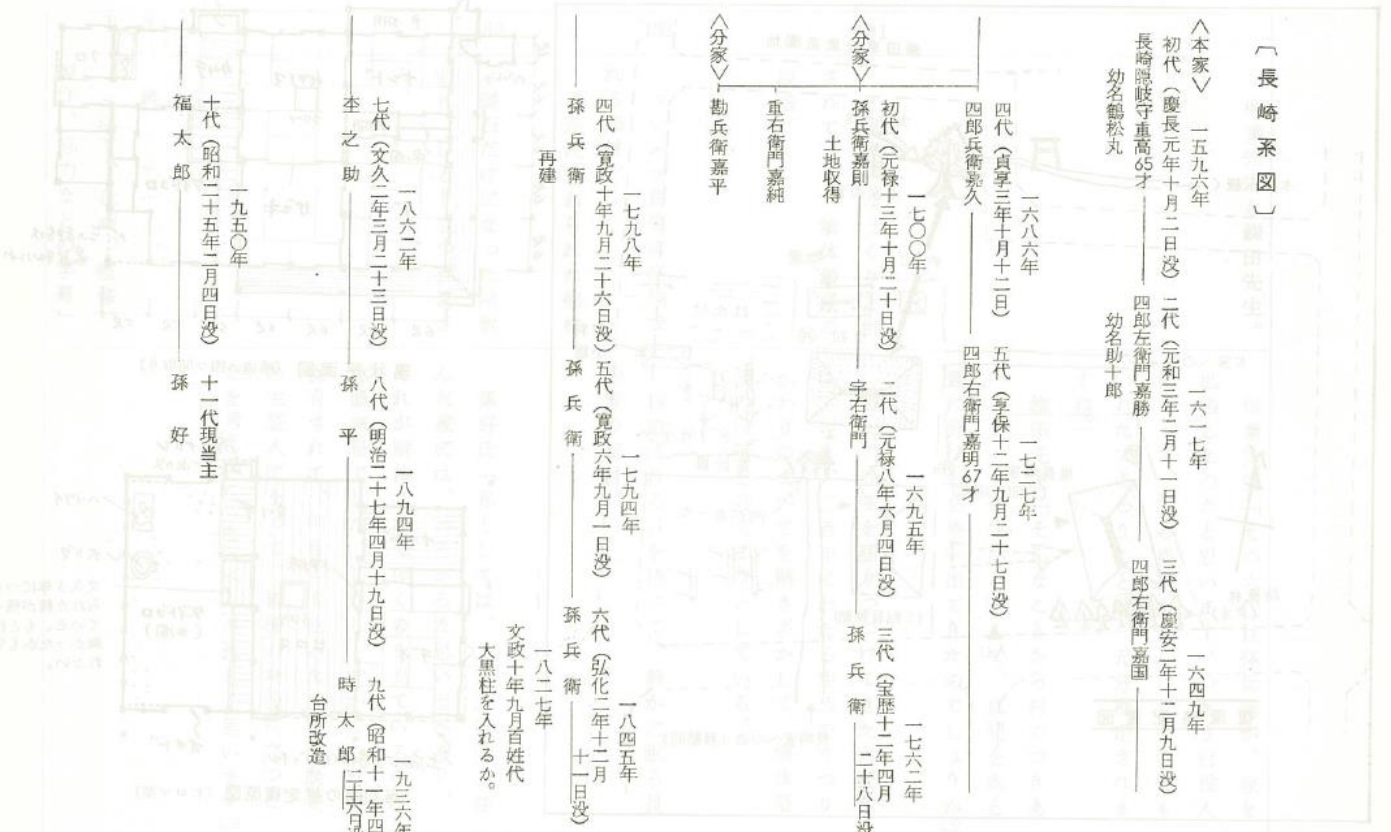 〔長崎系図〕
〈本家〉
一五九六年
初代(慶長元年十月二日没)
長崎隠岐守重高65才
幼名鶴松丸
一六一七年
二代(元和三年二月十一日没)
四郎左衛門嘉勝
幼名助十郎
一六四九年
三代(慶安二年十二月九日没)
四郎右衛門嘉国
一六八六年
四代(貞享三年十月十二日)
四郎兵衛嘉久
一七二七年
五代(享保十二年九月二十七日没)
四郎右衛門嘉明67才
〈分家〉
一七〇〇年
初代(元禄十三年十月二十日没)
孫兵衛嘉則
土地収得
一六九五年
二代(元禄八年六月四日没)
宇右衛門
一七六二年
三代(宝歴十二年四月
二十八日没
孫兵衛
重右衛門嘉純
〈分家〉
勘兵衛嘉平
一七九八年
四代(寛政十年九月二十六日没)
孫兵衛
再建
一七九四年
五代(寛政六年九月一日没)
孫兵衛
一八四五年
六代(弘化二年十二月
十一日没)
孫兵衛
一八二七年
文政十年九月百姓代
大黒柱を入れるか。
一八六二年
七代(文久二年三月二十三日没)
杢之助
一八九四年
八代(明治二十七年四月十九日没)
孫平
一九三六年
九代(昭和十一年四
二十六日没
時太郎
台所改造
一九五〇年
十代(昭和二十五年二月四日没)
福太郎
十一代現当主
孫好